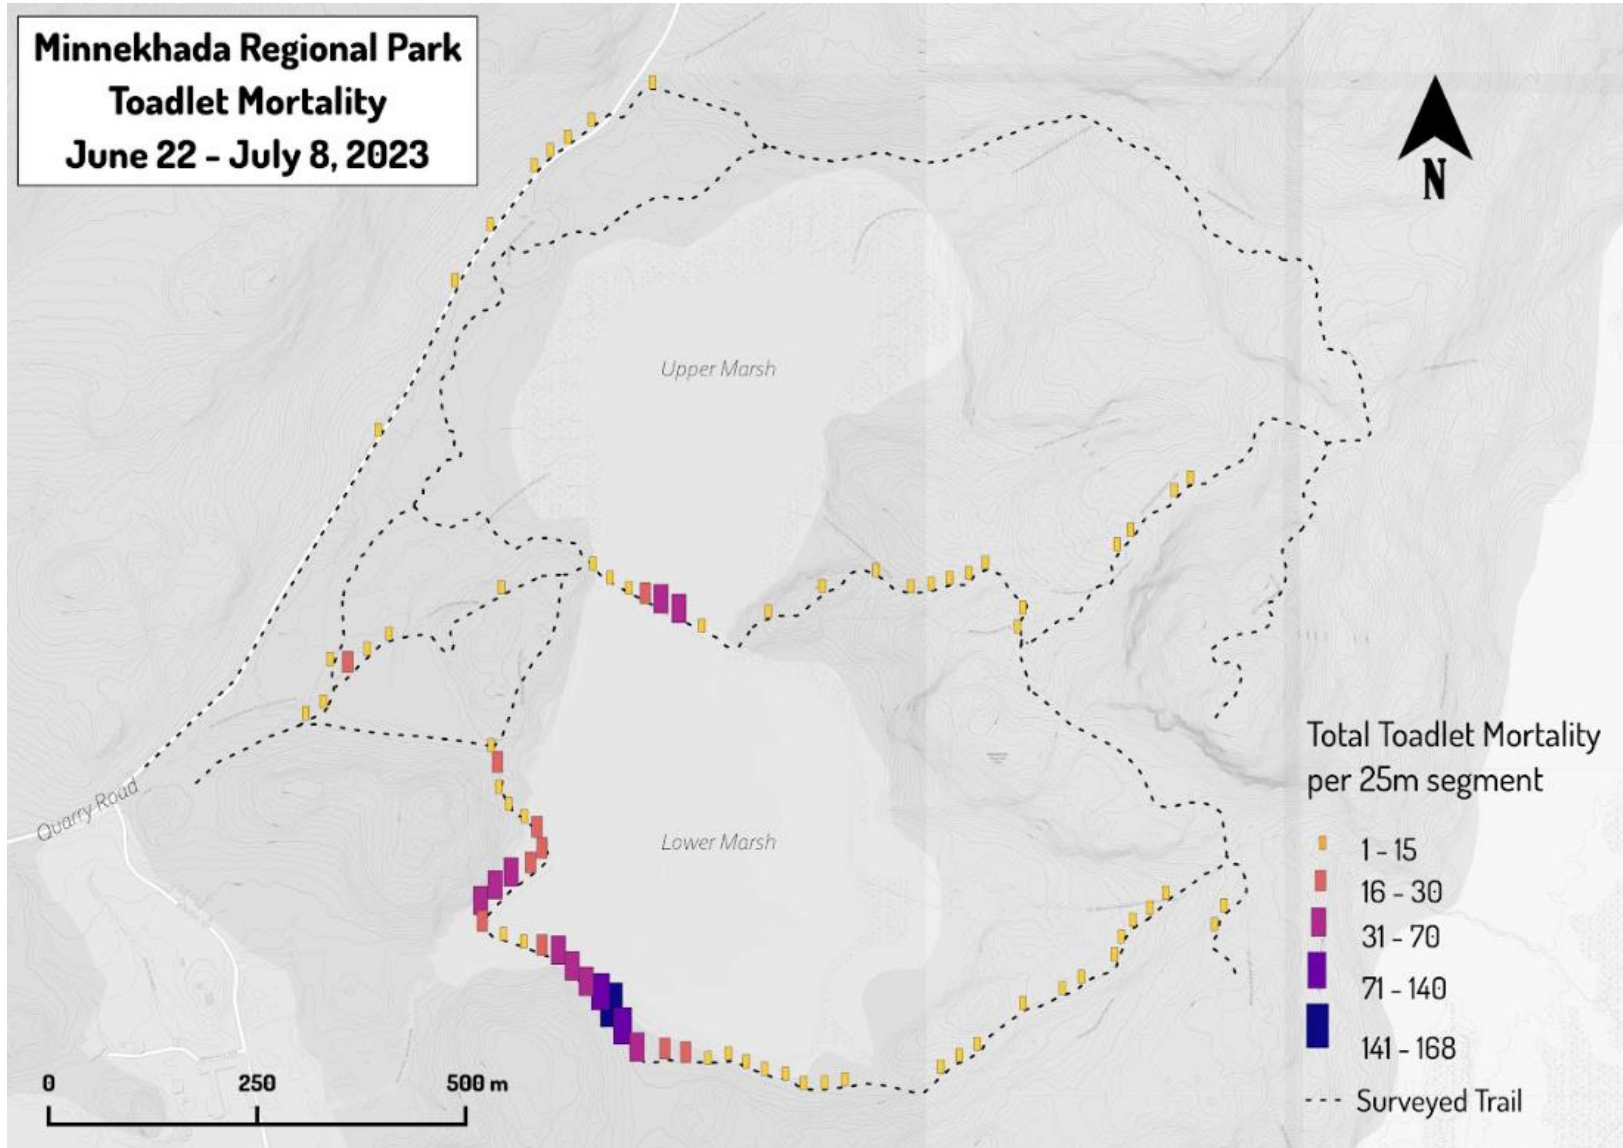 Minnekhada Regional Park
Toadlet Mortality
June 22 - July 8, 2023
N
Upper Marsh
Quarry Road
Lower Marsh
Total Toadlet Mortality
per 25m segment
1 - 15
16 - 30
31 - 70
71 - 140
141 - 168
Surveyed Trail
0 250 500 m